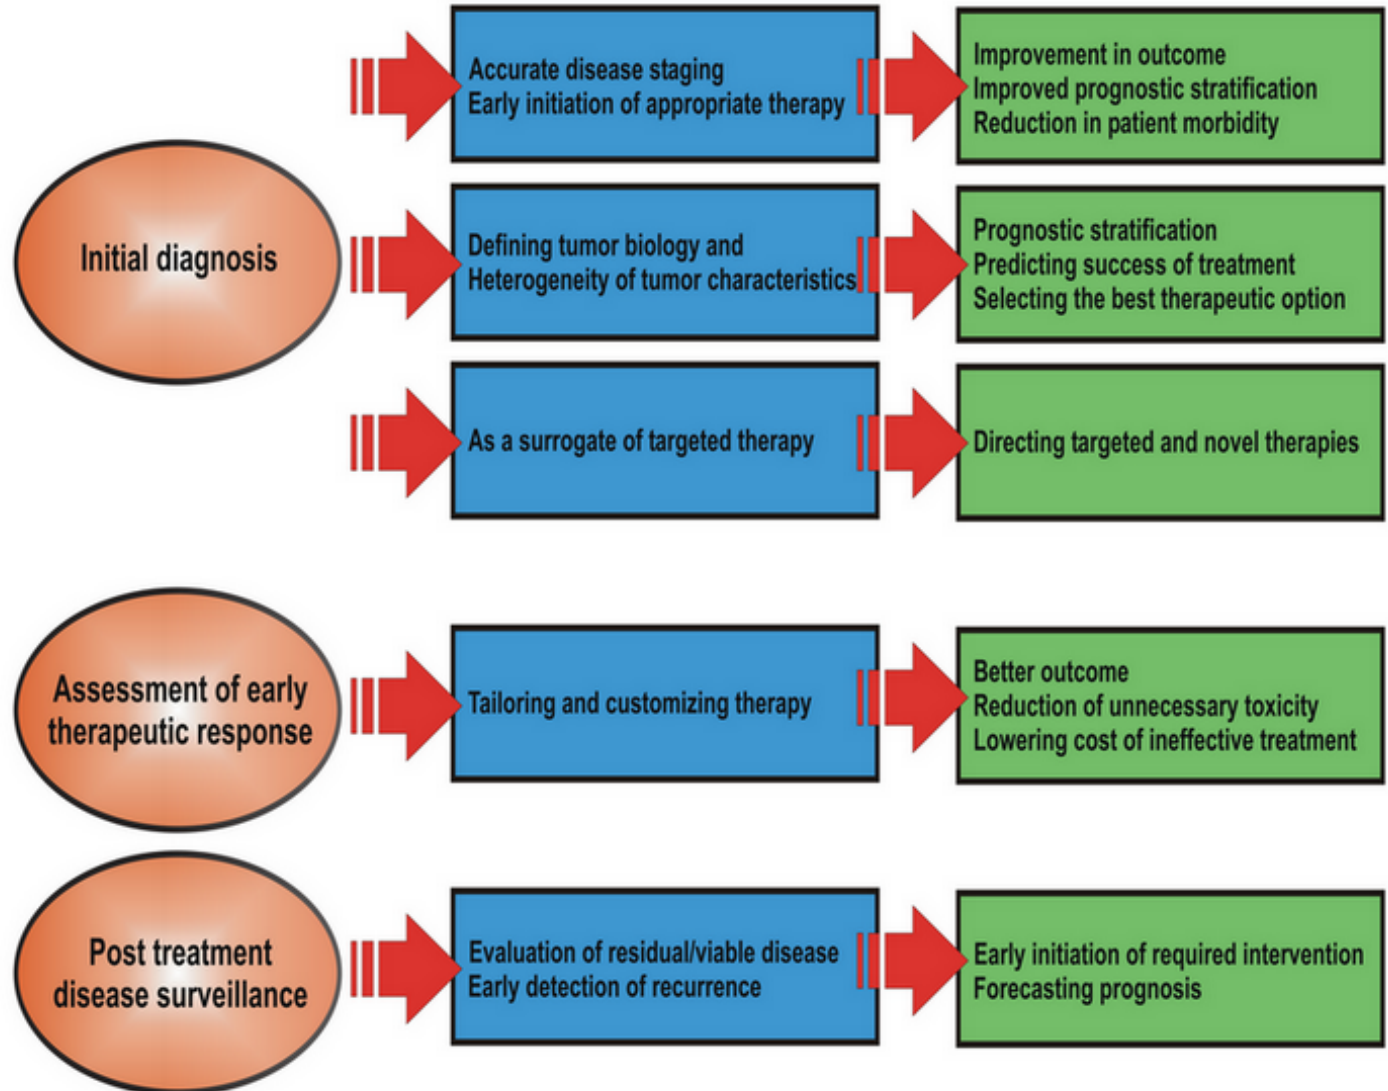 Initial diagnosis
Accurate disease staging
Early initiation of appropriate therapy
Improvement in outcome
Improved prognostic stratification
Reduction in patient morbidity
Defining tumor biology and
Heterogeneity of tumor characteristics
Prognostic stratification
Predicting success of treatment
Selecting the best therapeutic option
As a surrogate of targeted therapy
Directing targeted and novel therapies
Assessment of early
therapeutic response
Tailoring and customizing therapy
Better outcome
Reduction of unnecessary toxicity
Lowering cost of ineffective treatment
Post treatment
disease surveillance
Evaluation of residual/viable disease
Early detection of recurrence
Early initiation of required intervention
Forecasting prognosis